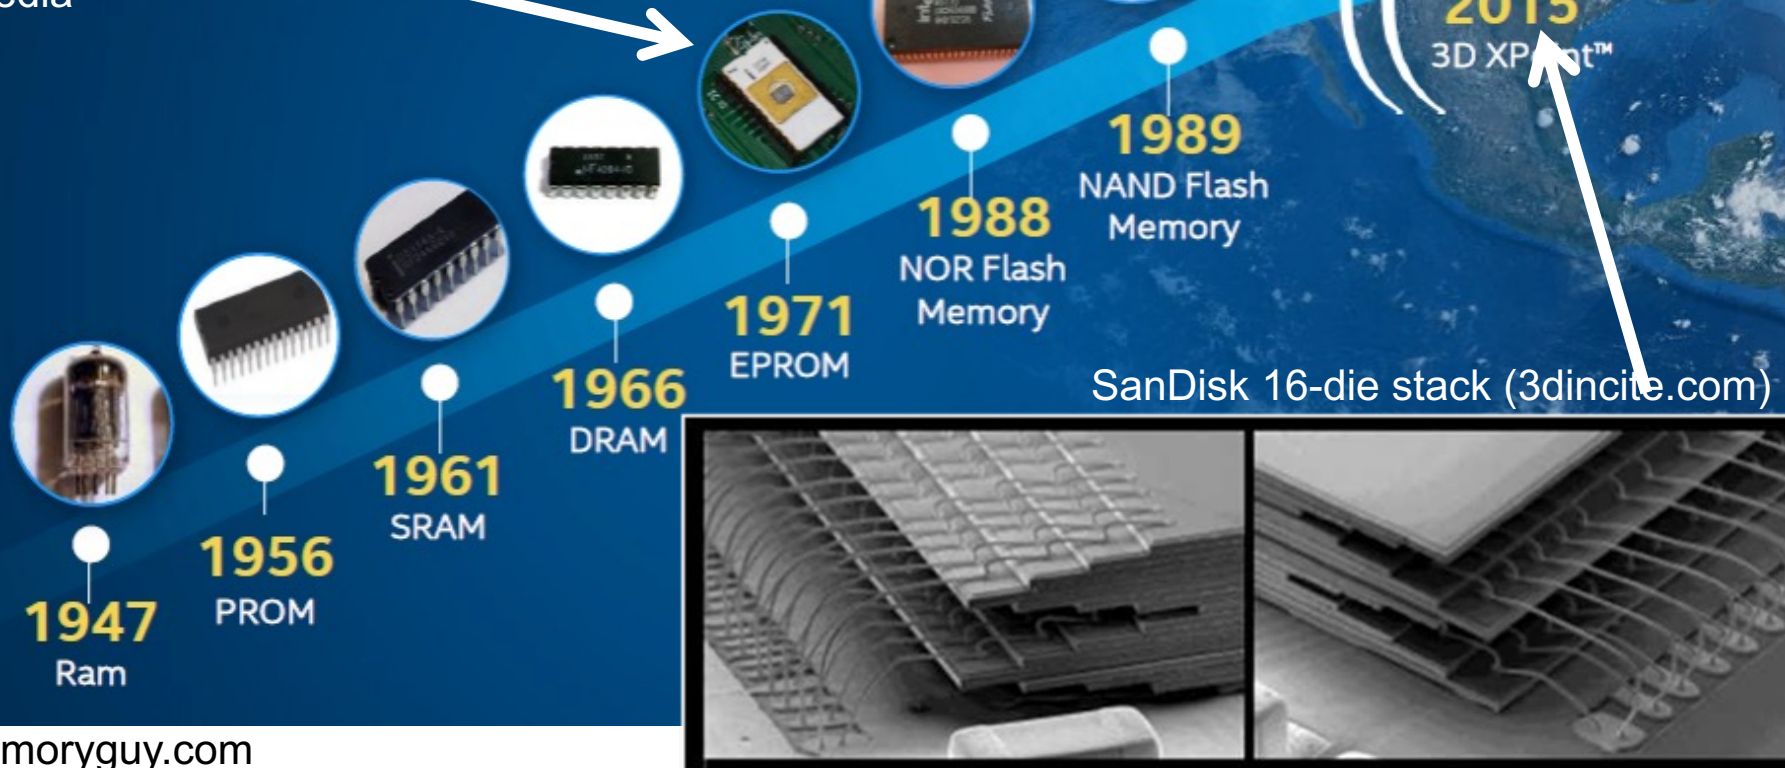 2015
3D XPoint™
1989
NAND Flash
Memory
1988
NOR Flash
Memory
1971
EPROM
1966
DRAM
SanDisk 16-die stack (3dincite.com)
1961
SRAM
1956
PROM
1947
Ram
moryguy.com